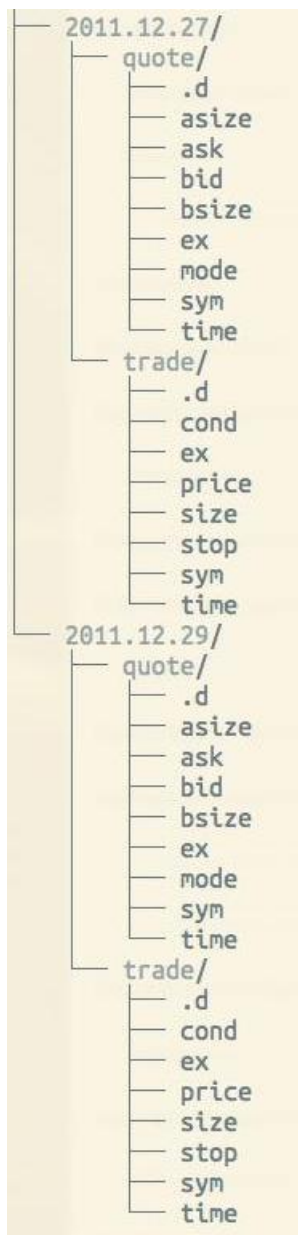 2011.12.27/
quote/
.d
asize
ask
bid
bsize
ex
mode
sym
time
trade/
.d
cond
ex
price
size
stop
sym
time
2011.12.29/
quote/
.d
asize
ask
bid
bsize
ex
mode
sym
time
trade/
.d
cond
ex
price
size
stop
sym
time